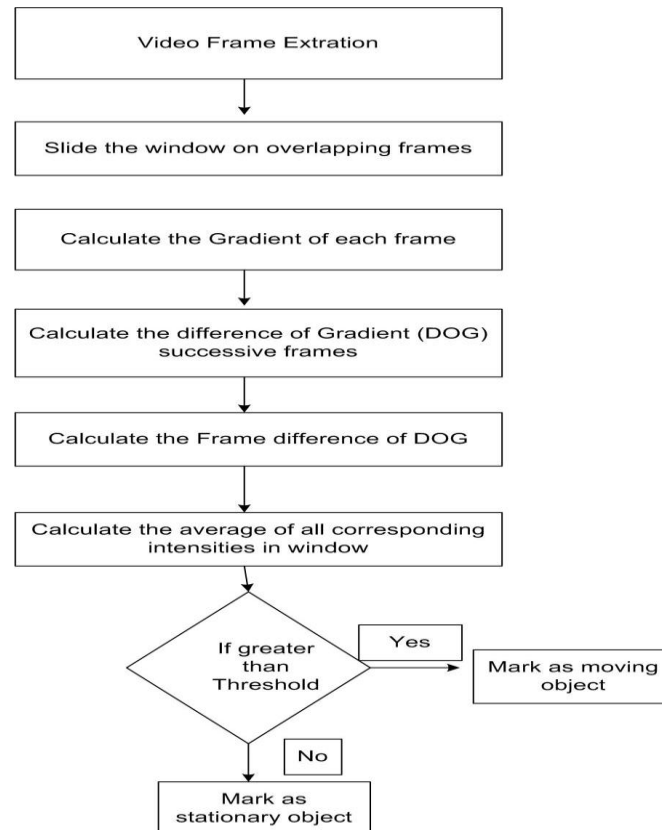 Video Frame Extration
Slide the window on overlapping frames
Calculate the Gradient of each frame
Calculate the difference of Gradient (DOG)
successive frames
Calculate the Frame difference of DOG
Calculate the average of all corresponding
intensities in window
If greater
than
Threshold
Yes
Mark as moving
object
No
Mark as
stationary object